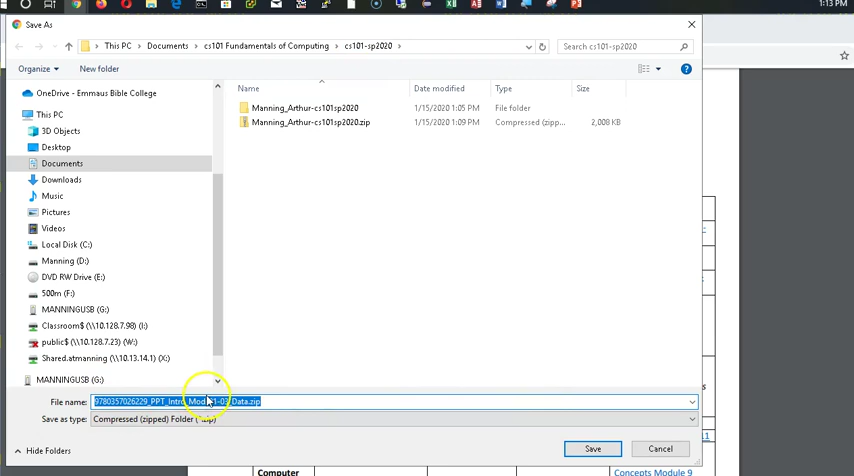 1:13 PM
Save As
This PC > Documents > cs101 Fundamentals of Computing > cs101-sp2020 >
Search cs101-sp2020
Organize
New folder
Name
Date modified
Type
Size
OneDrive - Emmaus Bible College
This PC
3D Objects
Desktop
Documents
Downloads
Music
Pictures
Videos
Local Disk (C:)
Manning (D:)
DVD RW Drive (E:)
500m (F:)
MANNINGUSB (G:)
Classroom$ (\\10.128.7.98) (I:)
public$ (\\10.128.7.23) (W:)
Shared.atmanning (\\10.13.14.1) (X:)
MANNINGUSB (G:)
Manning_Arthur-cs101sp2020
1/15/2020 1:05 PM
File folder
Manning_Arthur-cs101sp2020.zip
1/15/2020 1:09 PM
Compressed (zipp...
2,008 KB
File name:
Save as type:
Compressed (zipped) Folder (*.zip)
Hide Folders
Save
Cancel
11
Computer
Concepts Module 9